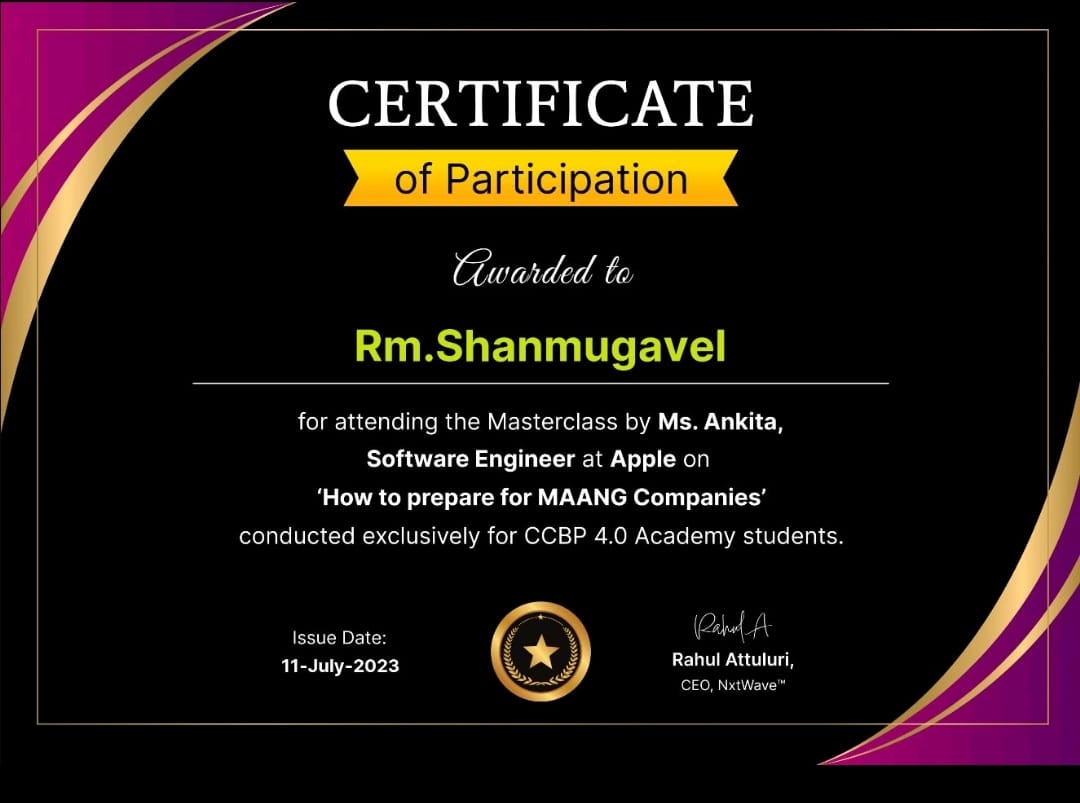 CERTIFICATE
of Participation
Awarded to
Rm.Shanmugavel
for attending the Masterclass by Ms. Ankita,
Software Engineer at Apple on
‘How to prepare for MAANG Companies’
conducted exclusively for CCBP 4.0 Academy students.
Issue Date:
11-July-2023
Rahul A
Rahul Attuluri,
CEO, NxtWave™